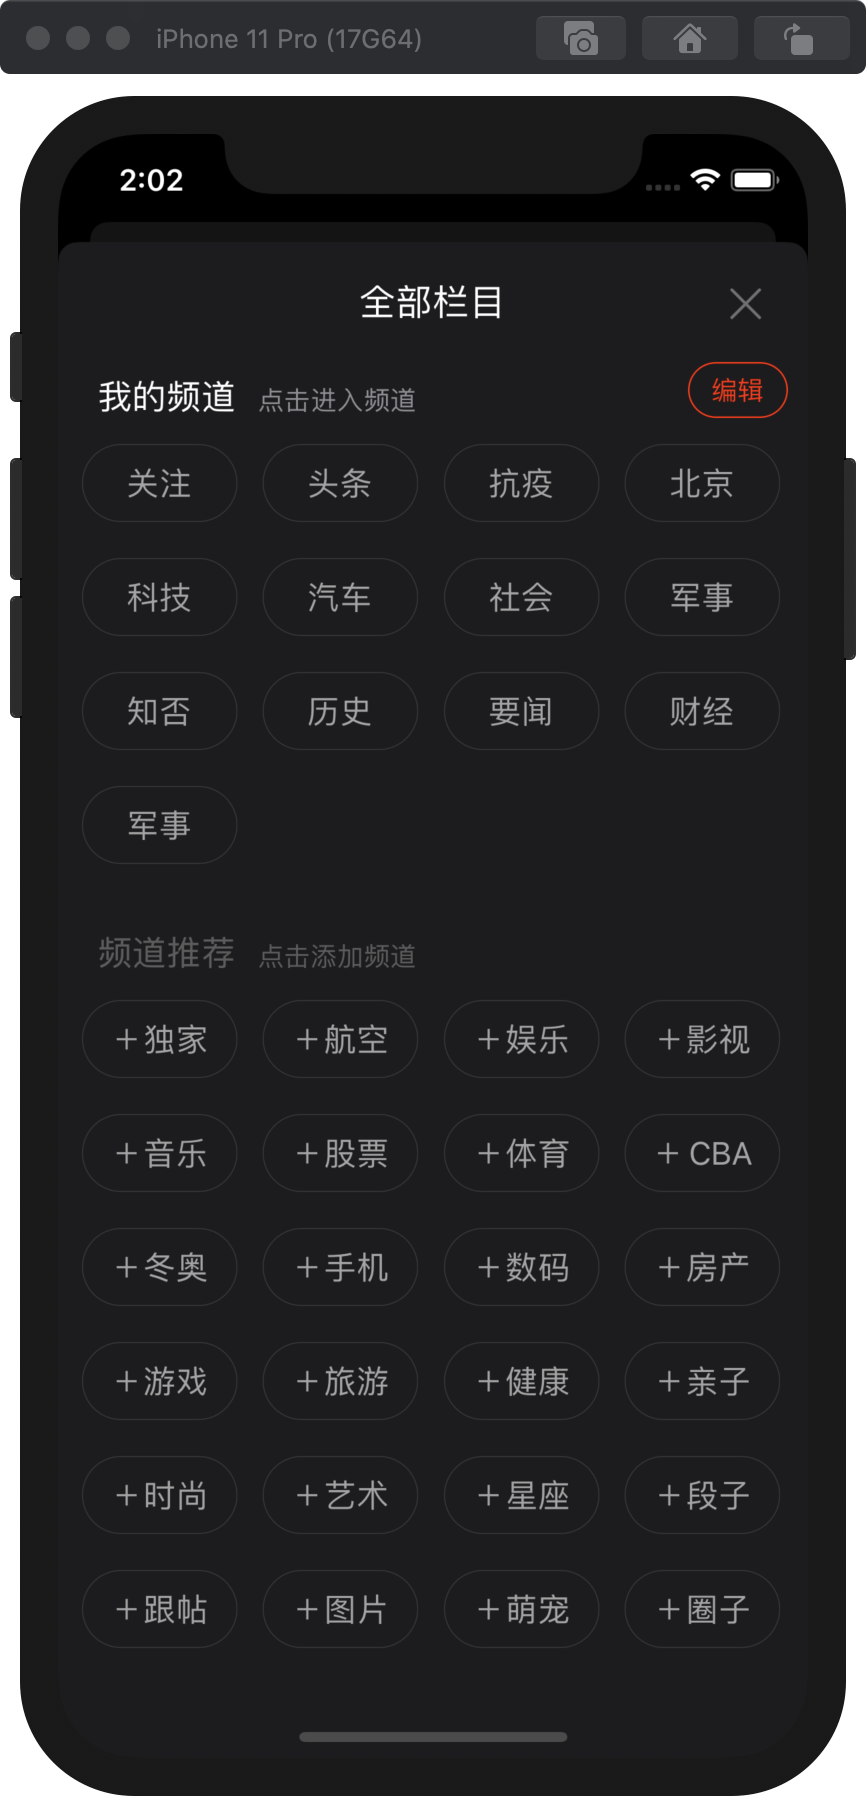 iPhone 11 Pro (17G64)
2:02
全部栏目
我的频道 点击进入频道 编辑
关注 头条 抗疫 北京
科技 汽车 社会 军事
知否 历史 要闻 财经
军事
频道推荐 点击添加频道
+独家 +航空 +娱乐 +影视
+音乐 +股票 +体育 + CBA
+冬奥 +手机 +数码 +房产
+游戏 +旅游 +健康 +亲子
+时尚 +艺术 +星座 +段子
+跟帖 +图片 +萌宠 +圈子